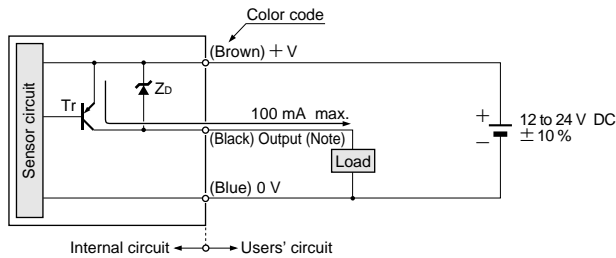 Color code
(Brown) +V
Tr
ZD
Sensor circuit
100 mA max.
(Black) Output (Note)
Load
+
12 to 24 V DC
−
± 10 %
(Blue) 0 V
Internal circuit
Users' circuit